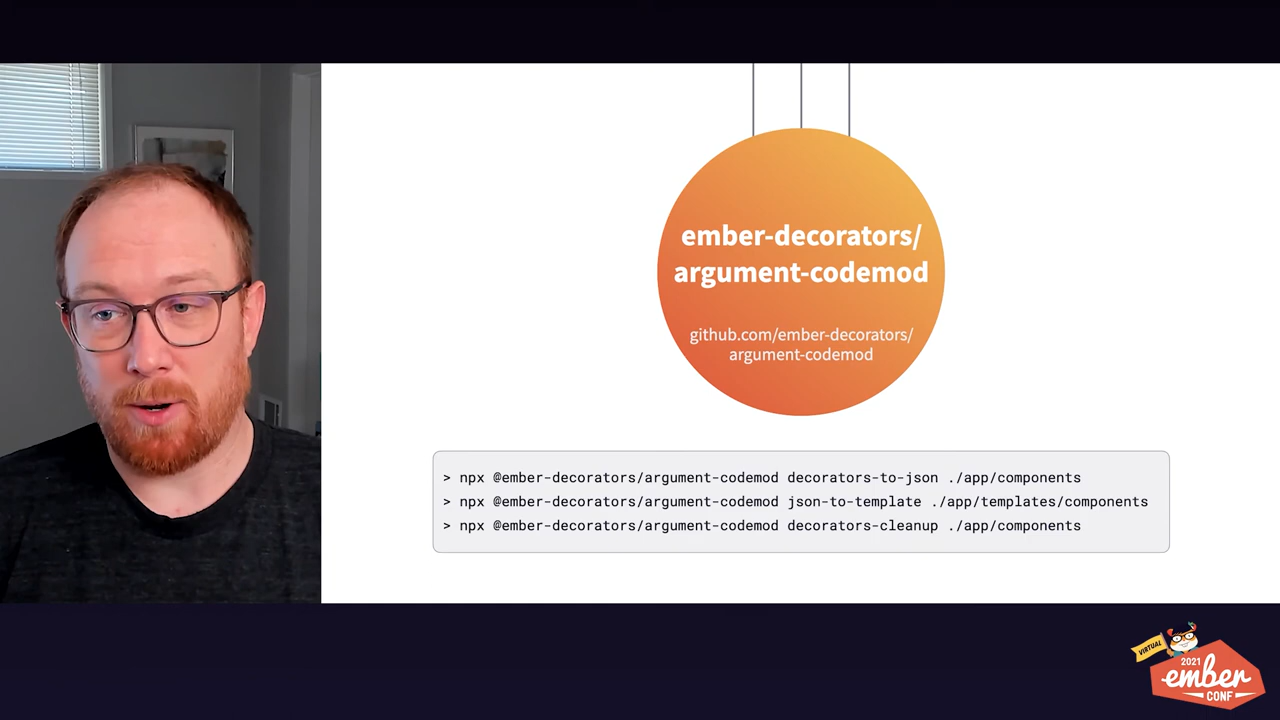 ember-decorators/
argument-codemod
github.com/ember-decorators/
argument-codemod
> npx @ember-decorators/argument-codemod decorators-to-json ./app/components
> npx @ember-decorators/argument-codemod json-to-template ./app/templates/components
> npx @ember-decorators/argument-codemod decorators-cleanup ./app/components
VIRTUAL
2021
ember
CONF